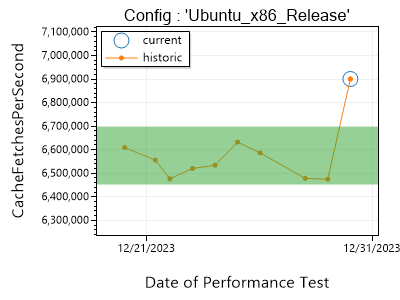 Config : 'Ubuntu_x86_Release'
7,100,000
7,000,000
6,900,000
6,800,000
6,700,000
6,600,000
6,500,000
6,400,000
6,300,000
CacheFetchesPerSecond
current
historic
12/21/2023
12/31/2023
Date of Performance Test